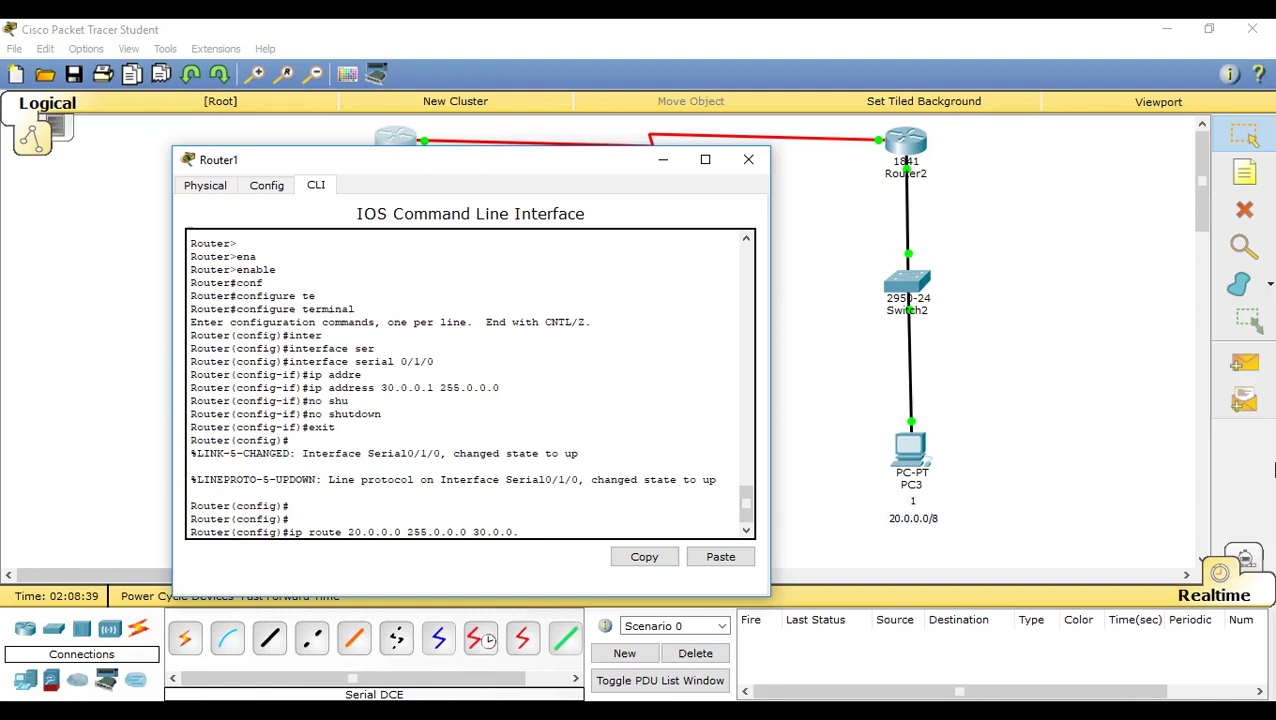 Cisco Packet Tracer Student
File Edit Options View Tools Extensions Help
Logical [Root] New Cluster Move Object Set Tiled Background Viewport
1841
Router2
2950-24
Switch2
PC-PT
PC3
1
20.0.0.0/8
Router1
Physical Config CLI
IOS Command Line Interface
Router>
Router>ena
Router>enable
Router#conf
Router#configure te
Router#configure terminal
Enter configuration commands, one per line.  End with CNTL/Z.
Router(config)#inter
Router(config)#interface ser
Router(config)#interface serial 0/1/0
Router(config-if)#ip addre
Router(config-if)#ip address 30.0.0.1 255.0.0.0
Router(config-if)#no shu
Router(config-if)#no shutdown
Router(config-if)#exit
Router(config)#
%LINK-5-CHANGED: Interface Serial0/1/0, changed state to up
%LINEPROTO-5-UPDOWN: Line protocol on Interface Serial0/1/0, changed state to up
Router(config)#
Router(config)#
Router(config)#ip route 20.0.0.0 255.0.0.0 30.0.0.
Copy Paste
Time: 02:08:39 Power Cycle Devices Fast Forward Time Realtime
Connections
Serial DCE
Scenario 0
New Delete
Toggle PDU List Window
Fire Last Status Source Destination Type Color Time(sec) Periodic Num